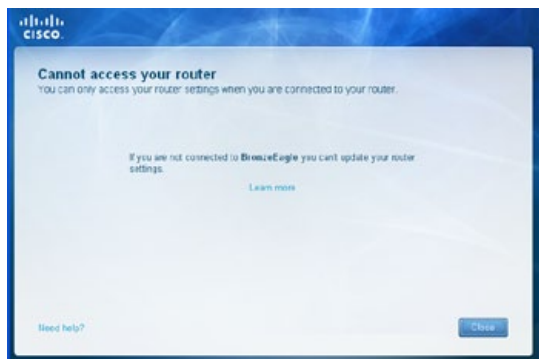 CISCO.
Cannot access your router
You can only access your router settings when you are connected to your router.
If you are not connected to BronzeEagle you can't update your router
settings.
Learn more
Need help?
Close